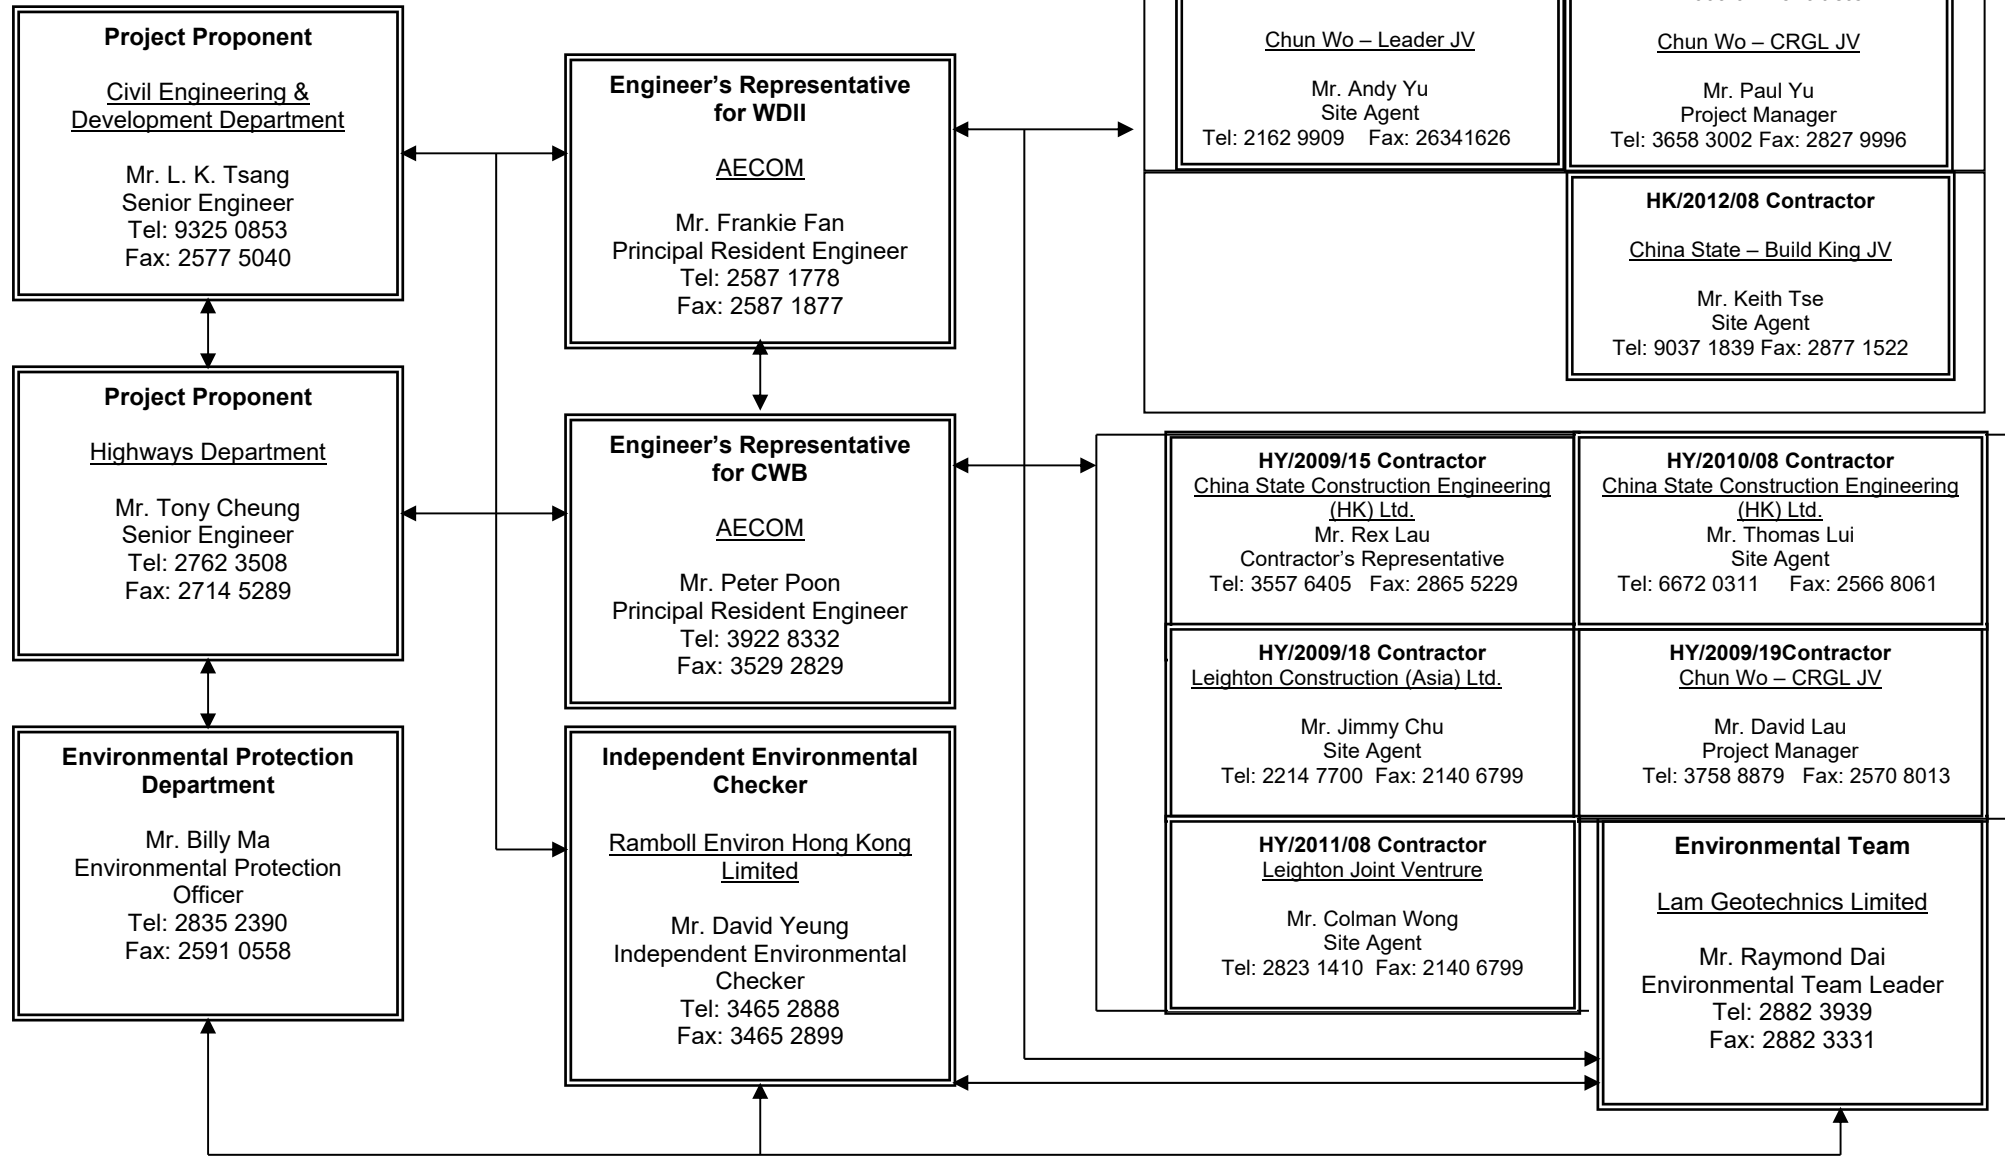 Project Proponent
Civil Engineering &
Development Department
Mr. L. K. Tsang
Senior Engineer
Tel: 9325 0853
Fax: 2577 5040
Project Proponent
Highways Department
Mr. Tony Cheung
Senior Engineer
Tel: 2762 3508
Fax: 2714 5289
Environmental Protection
Department
Mr. Billy Ma
Environmental Protection
Officer
Tel: 2835 2390
Fax: 2591 0558
Engineer’s Representative
for WDII
AECOM
Mr. Frankie Fan
Principal Resident Engineer
Tel: 2587 1778
Fax: 2587 1877
Engineer’s Representative
for CWB
AECOM
Mr. Peter Poon
Principal Resident Engineer
Tel: 3922 8332
Fax: 3529 2829
Independent Environmental
Checker
Ramboll Environ Hong Kong
Limited
Mr. David Yeung
Independent Environmental
Checker
Tel: 3465 2888
Fax: 3465 2899
Chun Wo – Leader JV
Mr. Andy Yu
Site Agent
Tel: 2162 9909 Fax: 26341626
Chun Wo – CRGL JV
Mr. Paul Yu
Project Manager
Tel: 3658 3002 Fax: 2827 9996
HK/2012/08 Contractor
China State – Build King JV
Mr. Keith Tse
Site Agent
Tel: 9037 1839 Fax: 2877 1522
HY/2009/15 Contractor
China State Construction Engineering
(HK) Ltd.
Mr. Rex Lau
Contractor’s Representative
Tel: 3557 6405 Fax: 2865 5229
HY/2010/08 Contractor
China State Construction Engineering
(HK) Ltd.
Mr. Thomas Lui
Site Agent
Tel: 6672 0311 Fax: 2566 8061
HY/2009/18 Contractor
Leighton Construction (Asia) Ltd.
Mr. Jimmy Chu
Site Agent
Tel: 2214 7700 Fax: 2140 6799
HY/2009/19Contractor
Chun Wo – CRGL JV
Mr. David Lau
Project Manager
Tel: 3758 8879 Fax: 2570 8013
HY/2011/08 Contractor
Leighton Joint Ventrure
Mr. Colman Wong
Site Agent
Tel: 2823 1410 Fax: 2140 6799
Environmental Team
Lam Geotechnics Limited
Mr. Raymond Dai
Environmental Team Leader
Tel: 2882 3939
Fax: 2882 3331